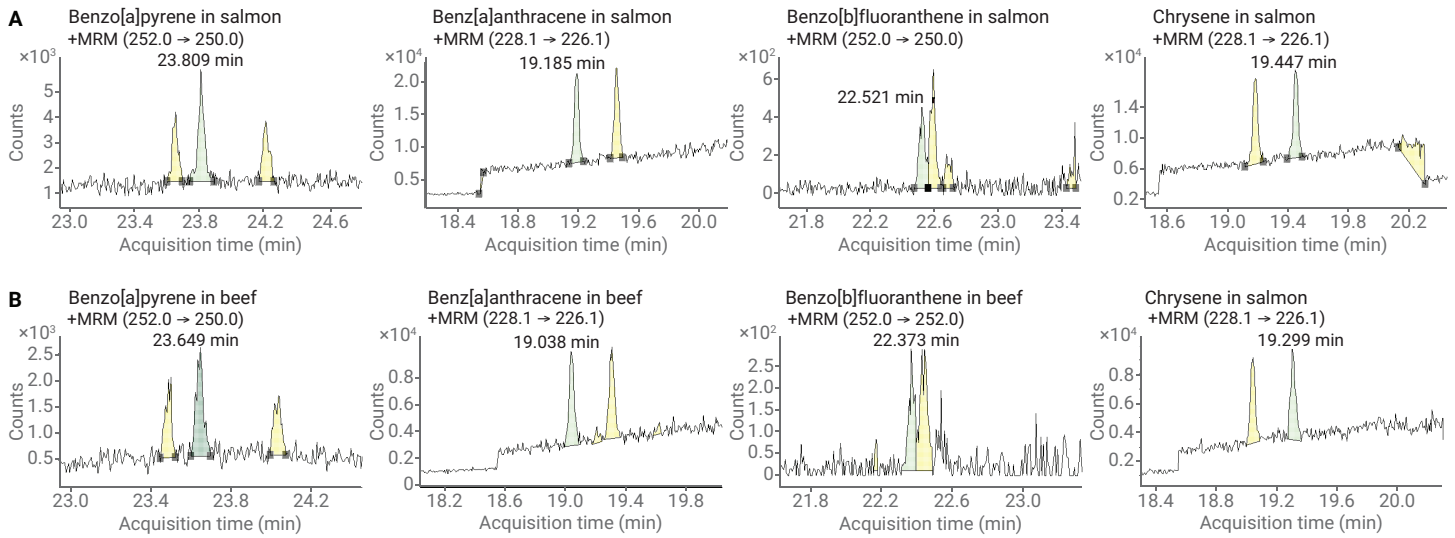 A
Benzo[a]pyrene in salmon
+MRM (252.0 → 250.0)
×10³
23.809 min
5
4
3
2
1
Counts
23.0 23.4 23.8 24.2 24.6
Acquisition time (min)
Benz[a]anthracene in salmon
+MRM (228.1 → 226.1)
×10⁴
19.185 min
2.0
1.5
1.0
0.5
Counts
18.4 18.8 19.2 19.6 20.0
Acquisition time (min)
Benzo[b]fluoranthene in salmon
+MRM (252.0 → 250.0)
×10²
22.521 min
6
4
2
0
Counts
21.8 22.2 22.6 23.0 23.4
Acquisition time (min)
Chrysene in salmon
+MRM (228.1 → 226.1)
×10⁴
19.447 min
1.4
1.0
0.6
0.2
Counts
18.6 19.0 19.4 19.8 20.2
Acquisition time (min)
B
Benzo[a]pyrene in beef
+MRM (252.0 → 250.0)
×10³
23.649 min
2.5
2.0
1.5
1.0
0.5
Counts
23.0 23.4 23.8 24.2
Acquisition time (min)
Benz[a]anthracene in beef
+MRM (228.1 → 226.1)
×10⁴
19.038 min
0.8
0.6
0.4
0.2
0
Counts
18.2 18.6 19.0 19.4 19.8
Acquisition time (min)
Benzo[b]fluoranthene in beef
+MRM (252.0 → 252.0)
×10²
22.373 min
2.5
2.0
1.5
1.0
0.5
0
Counts
21.8 22.2 22.6 23.0
Acquisition time (min)
Chrysene in salmon
+MRM (228.1 → 226.1)
×10⁴
19.299 min
0.8
0.6
0.4
0.2
Counts
18.4 18.8 19.2 19.6 20.0
Acquisition time (min)